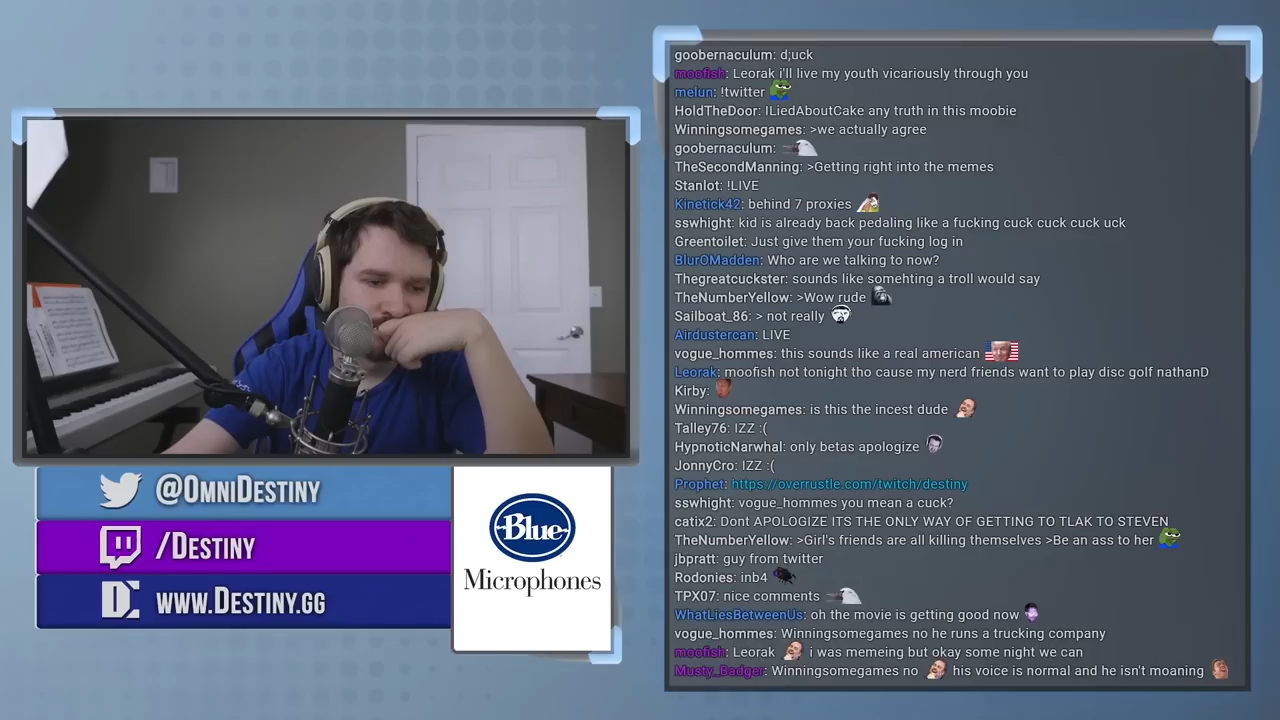 goobernaculum: d;uck
moofish: Leorak i'll live my youth vicariously through you
melun: !twitter
HoldTheDoor: ILiedAboutCake any truth in this moobie
Winningsomegames: >we actually agree
goobernaculum:
TheSecondManning: >Getting right into the memes
Stanlot: !LIVE
Kinetick42: behind 7 proxies
sswhight: kid is already back pedaling like a fucking cuck cuck cuck uck
Greentoilet: Just give them your fucking log in
BlurOMadden: Who are we talking to now?
Thegreatcuckster: sounds like somehting a troll would say
TheNumberYellow: >Wow rude
Sailboat_86: > not really
Airdustercan: LIVE
vogue_hommes: this sounds like a real american
Leorak: moofish not tonight tho cause my nerd friends want to play disc golf nathanD
Kirby:
Winningsomegames: is this the incest dude
Talley76: IZZ :(
HypnoticNarwhal: only betas apologize
JonnyCro: IZZ :(
Prophet: https://overrustle.com/twitch/destiny
sswhight: vogue_hommes you mean a cuck?
catix2: Dont APOLOGIZE ITS THE ONLY WAY OF GETTING TO TLAK TO STEVEN
TheNumberYellow: >Girl's friends are all killing themselves >Be an ass to her
jbpratt: guy from twitter
Rodonies: inb4
TPX07: nice comments
WhatLiesBetweenUs: oh the movie is getting good now
vogue_hommes: Winningsomegames no he runs a trucking company
moofish: Leorak i was memeing but okay some night we can
Musty_Badger: Winningsomegames no his voice is normal and he isn't moaning
@OmniDestiny
/Destiny
www.Destiny.gg
Blue
Microphones